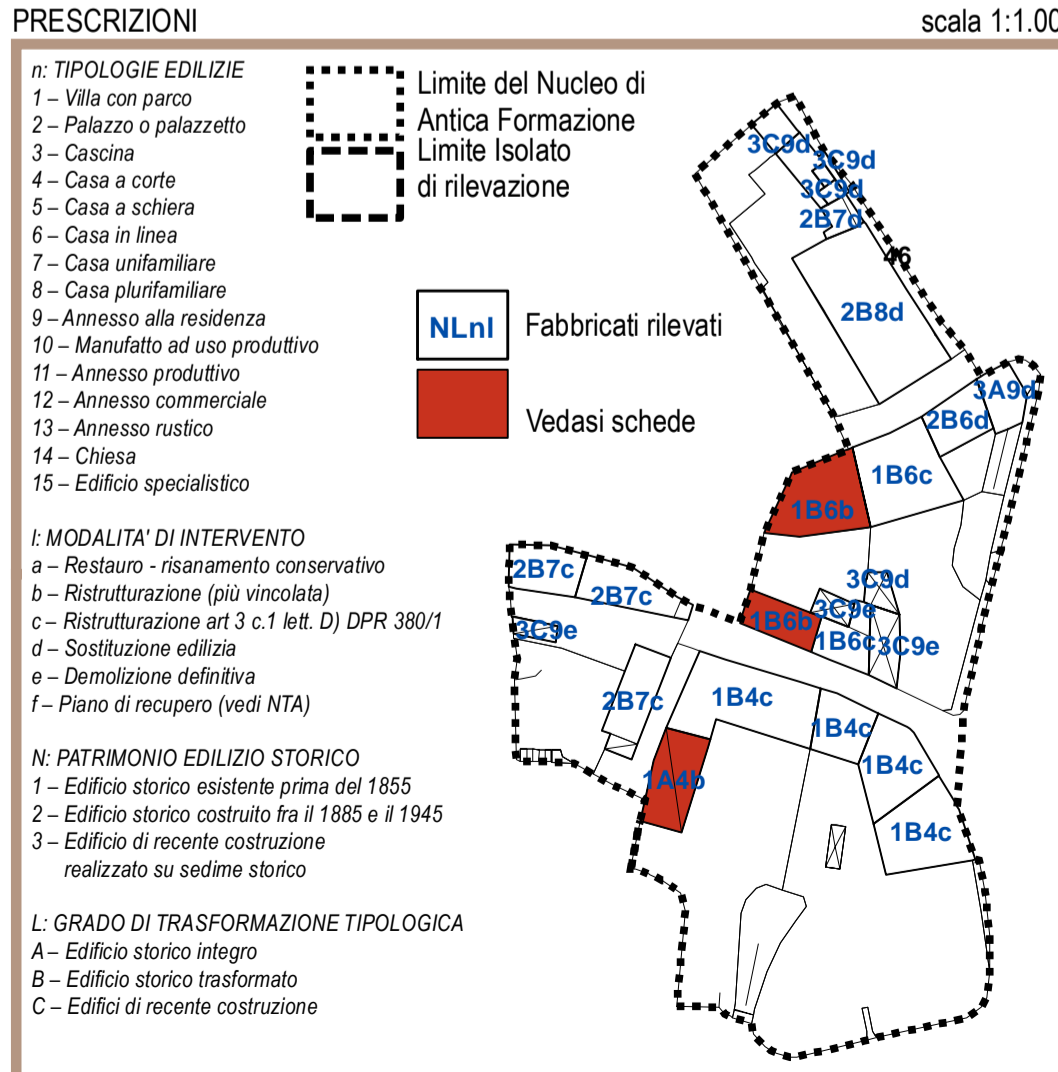 PRESCRIZIONI
scala 1:1.00
n: TIPOLOGIE EDILIZIE
1 – Villa con parco
2 – Palazzo o palazzetto
3 – Cascina
4 – Casa a corte
5 – Casa a schiera
6 – Casa in linea
7 – Casa unifamiliare
8 – Casa plurifamiliare
9 – Annesso alla residenza
10 – Manufatto ad uso produttivo
11 – Annesso produttivo
12 – Annesso commerciale
13 – Annesso rustico
14 – Chiesa
15 – Edificio specialistico
I: MODALITA' DI INTERVENTO
a – Restauro - risanamento conservativo
b – Ristrutturazione (più vincolata)
c – Ristrutturazione art 3 c.1 lett. D) DPR 380/1
d – Sostituzione edilizia
e – Demolizione definitiva
f – Piano di recupero (vedi NTA)
N: PATRIMONIO EDILIZIO STORICO
1 – Edificio storico esistente prima del 1855
2 – Edificio storico costruito fra il 1885 e il 1945
3 – Edificio di recente costruzione
realizzato su sedime storico
L: GRADO DI TRASFORMAZIONE TIPOLOGICA
A – Edificio storico integro
B – Edificio storico trasformato
C – Edifici di recente costruzione
Limite del Nucleo di
Antica Formazione
Limite Isolato
di rilevazione
NLnI
Fabbricati rilevati
Vedasi schede
3C9d
3C9d
3C9d
2B7d
46
2B8d
3A9d
2B6d
1B6c
1B6b
2B7c
2B7c
3C9d
3C9e
1B6b
1B6c
3C9e
3C9e
2B7c
1B4c
1B4c
1B4c
1A4b
1B4c